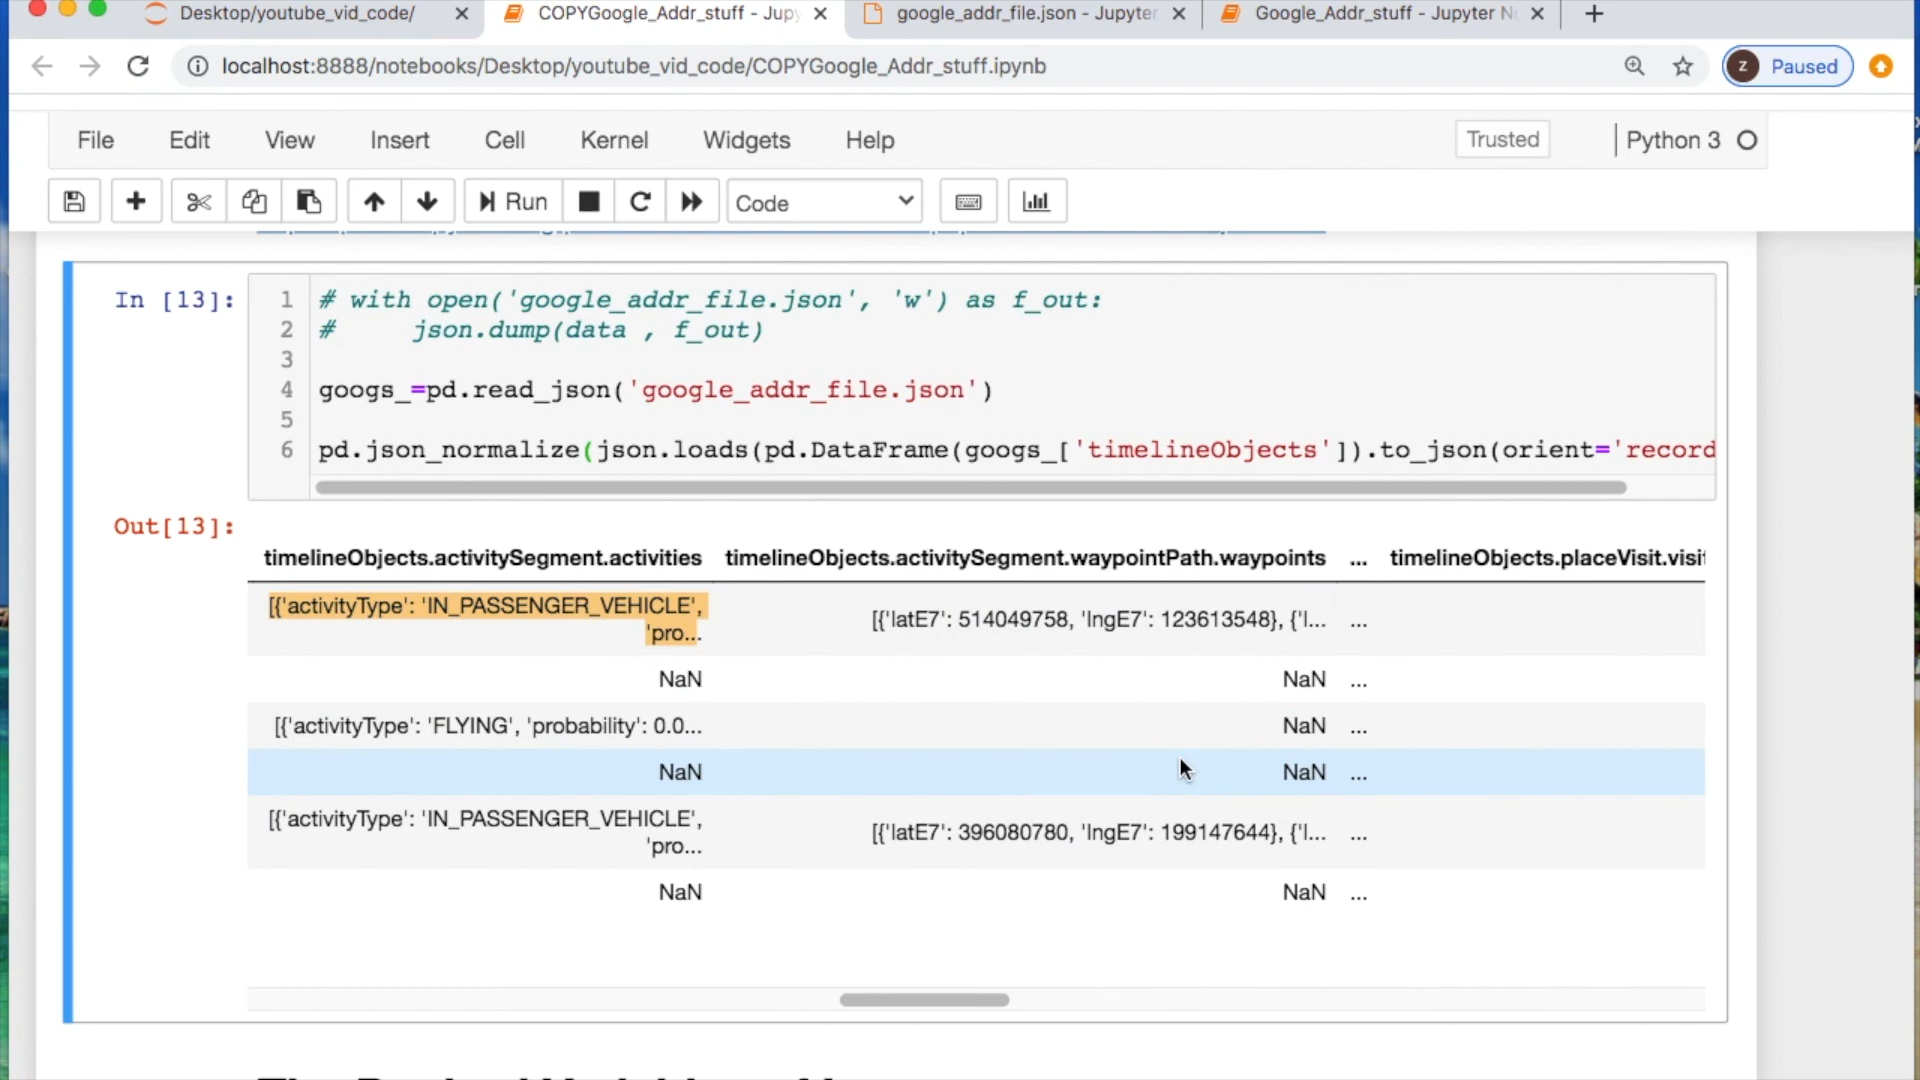 Desktop/youtube_vid_code/
COPYGoogle_Addr_stuff - Jupy
google_addr_file.json - Jupyter
Google_Addr_stuff - Jupyter N
localhost:8888/notebooks/Desktop/youtube_vid_code/COPYGoogle_Addr_stuff.ipynb
z Paused
File Edit View Insert Cell Kernel Widgets Help Trusted Python 3
Run Code
In [13]:
1 # with open('google_addr_file.json', 'w') as f_out:
2 #     json.dump(data , f_out)
3
4 googs_=pd.read_json('google_addr_file.json')
5
6 pd.json_normalize(json.loads(pd.DataFrame(googs_['timelineObjects']).to_json(orient='record
Out[13]:
timelineObjects.activitySegment.activities timelineObjects.activitySegment.waypointPath.waypoints ... timelineObjects.placeVisit.visit
[{'activityType': 'IN_PASSENGER_VEHICLE',
'pro... [{'latE7': 514049758, 'lngE7': 123613548}, {'l... ...
NaN NaN ...
[{'activityType': 'FLYING', 'probability': 0.0... NaN ...
NaN NaN ...
[{'activityType': 'IN_PASSENGER_VEHICLE',
'pro... [{'latE7': 396080780, 'lngE7': 199147644}, {'l... ...
NaN NaN ...